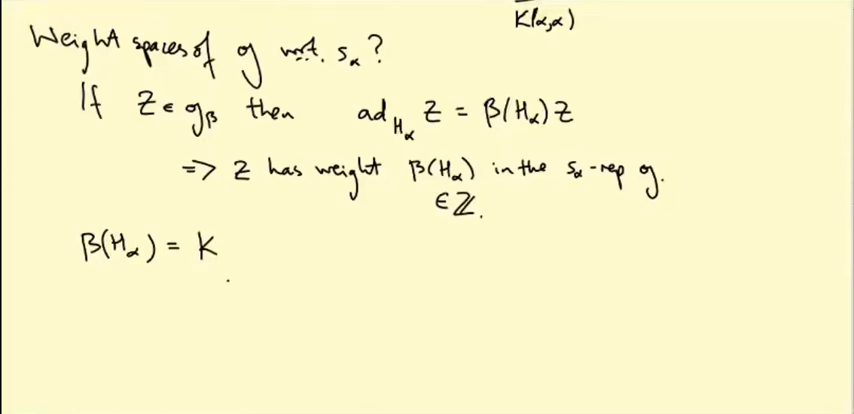 K(α,α)
Weight spaces of 𝔤 wrt. s_α?
If Z ∈ 𝔤_β then ad_{H_α} Z = β(H_α) Z
=> Z has weight β(H_α) in the s_α-rep 𝔤.
∈ ℤ.
β(H_α) = K